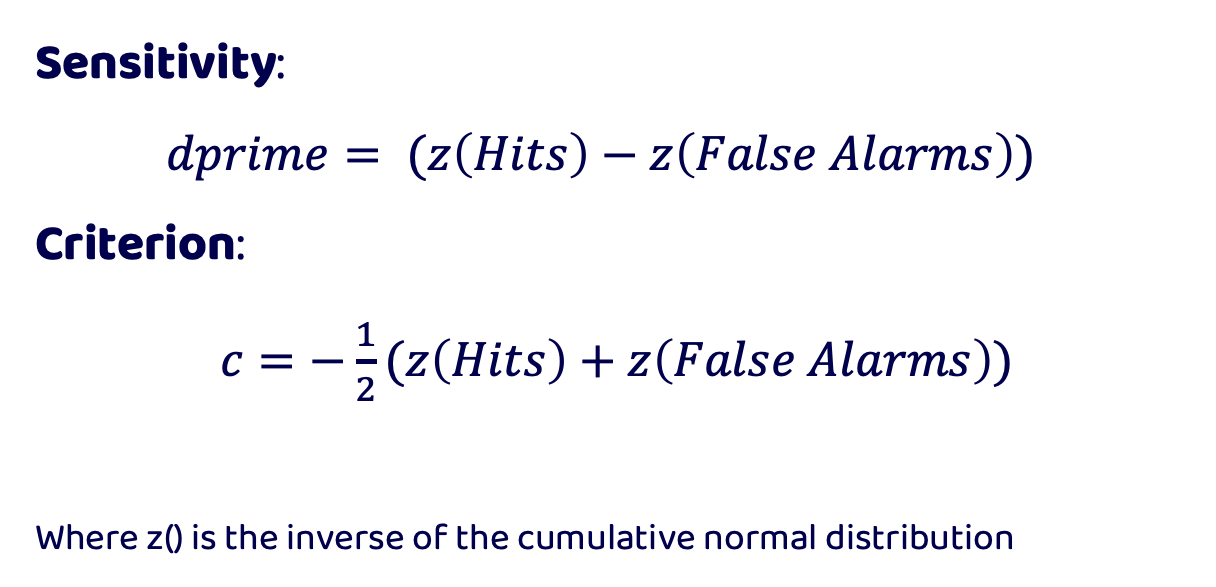 Sensitivity:
dprime = (z(Hits) − z(False Alarms))
Criterion:
c = −1/2(z(Hits) + z(False Alarms))
Where z() is the inverse of the cumulative normal distribution